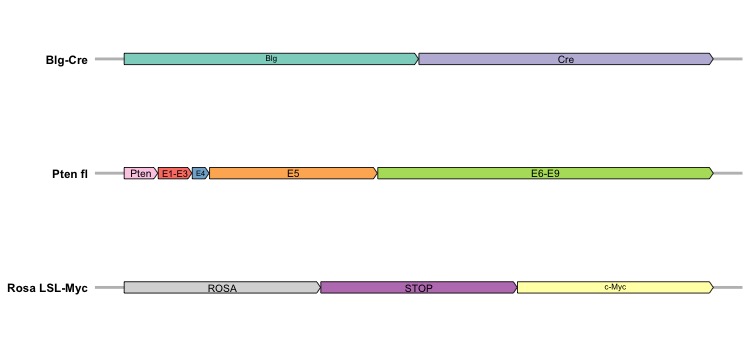 Blg-Cre Blg Cre
Pten fl Pten E1-E3 E4 E5 E6-E9
Rosa LSL-Myc ROSA STOP c-Myc